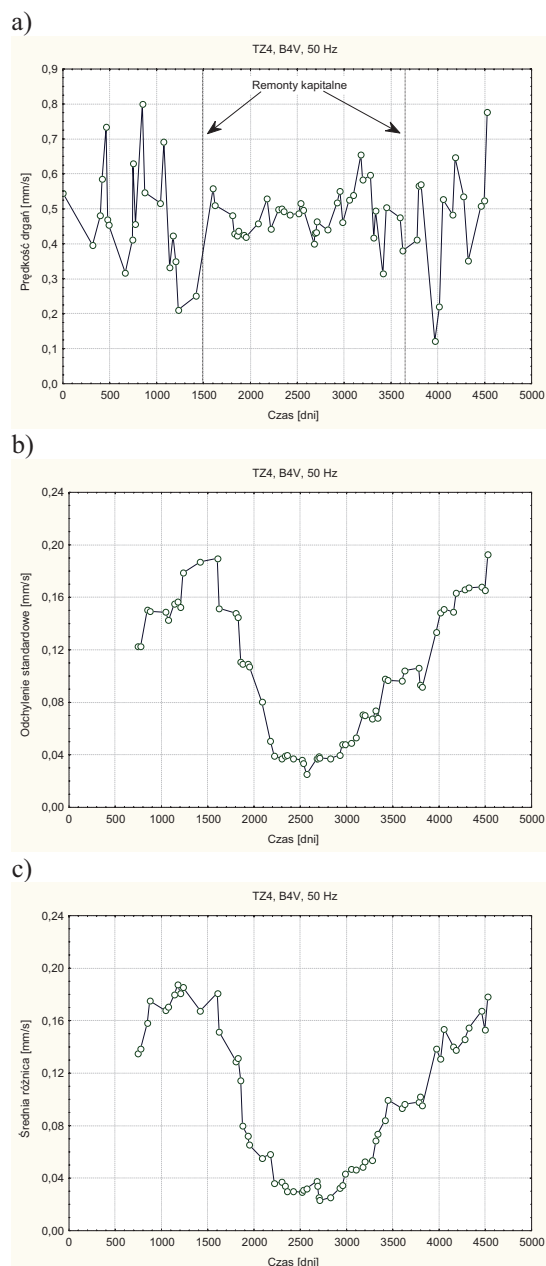 a)
TZ4, B4V, 50 Hz
0,9
Remonty kapitalne
0,8
0,7
0,6
0,5
0,4
0,3
0,2
0,1
0,0
Prędkość drgań [mm/s]
0 500 1000 1500 2000 2500 3000 3500 4000 4500 5000
Czas [dni]
b)
TZ4, B4V, 50 Hz
0,24
0,20
0,16
0,12
0,08
0,04
0,00
Odchylenie standardowe [mm/s]
0 500 1000 1500 2000 2500 3000 3500 4000 4500 5000
Czas [dni]
c)
TZ4, B4V, 50 Hz
0,24
0,20
0,16
0,12
0,08
0,04
0,00
Średnia różnica [mm/s]
0 500 1000 1500 2000 2500 3000 3500 4000 4500 5000
Czas [dni]